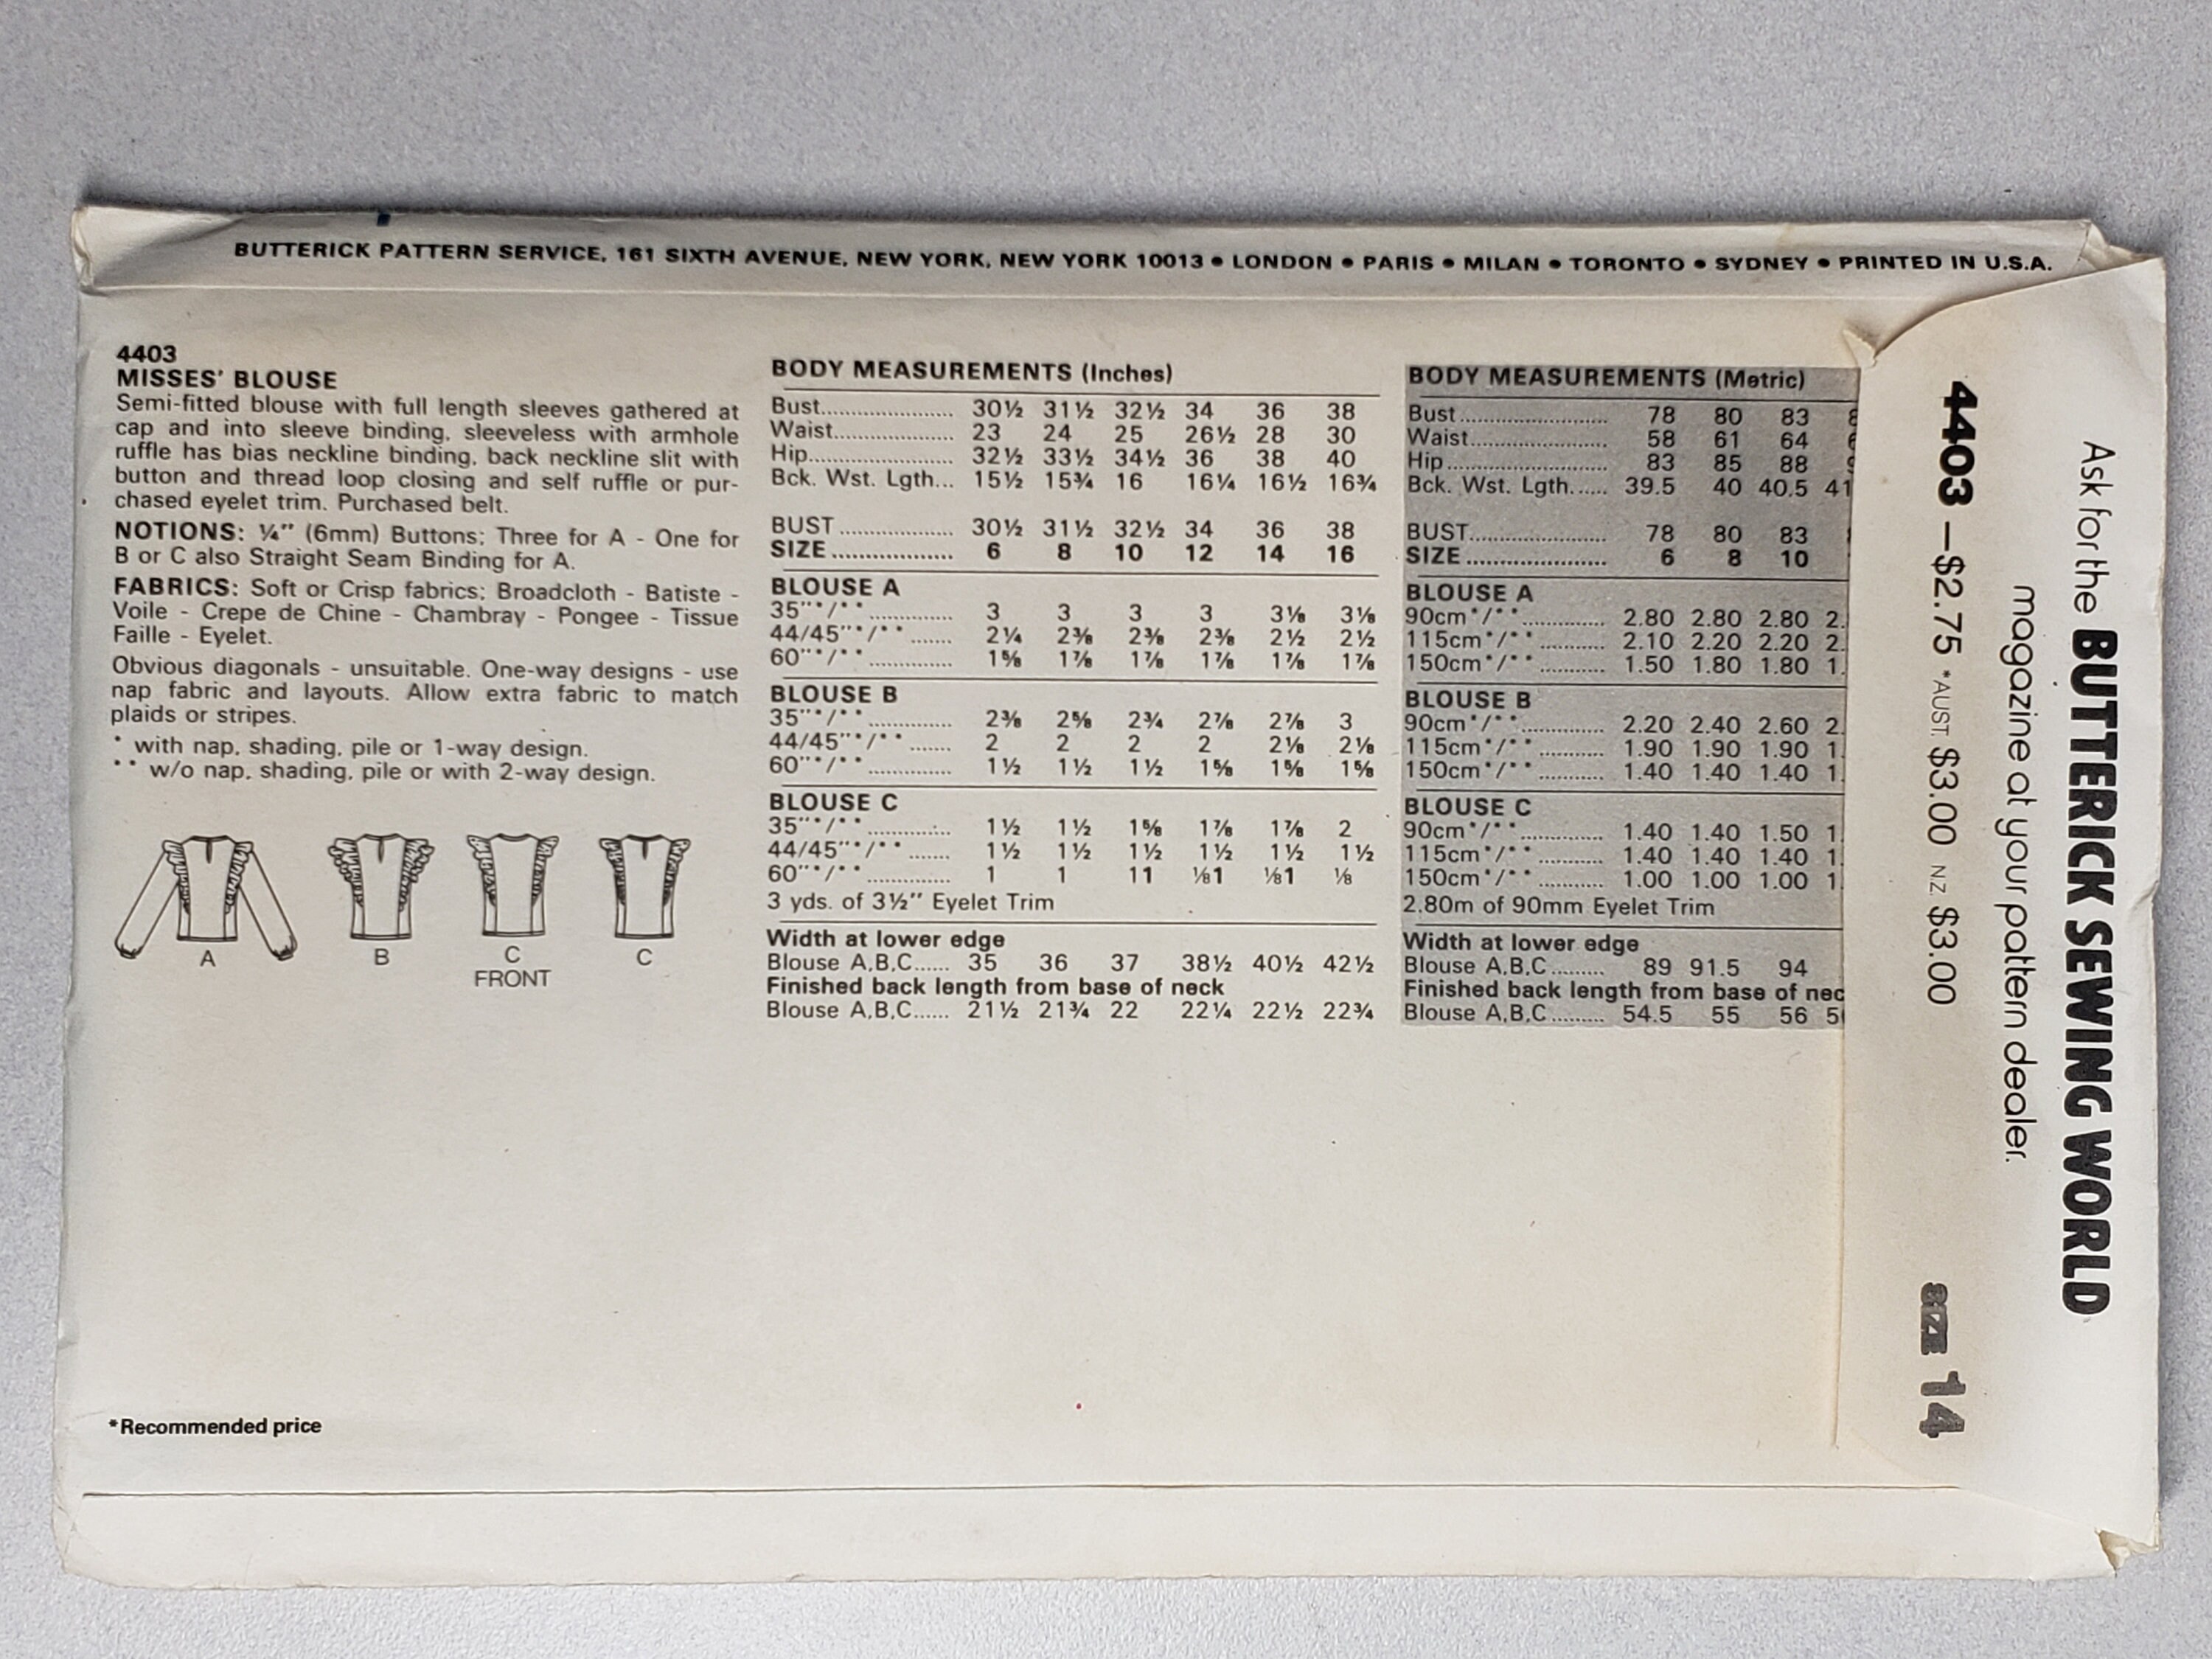 BUTTERICK PATTERN SERVICE, 161 SIXTH AVENUE, NEW YORK, NEW YORK 10013 • LONDON • PARIS • MILAN • TORONTO • SYDNEY • PRINTED IN U.S.A.
4403
MISSES' BLOUSE
Semi-fitted blouse with full length sleeves gathered at
cap and into sleeve binding, sleeveless with armhole
ruffle has bias neckline binding, back neckline slit with
button and thread loop closing and self ruffle or pur-
chased eyelet trim. Purchased belt.
NOTIONS: ¼" (6mm) Buttons; Three for A - One for
B or C also Straight Seam Binding for A.
FABRICS: Soft or Crisp fabrics; Broadcloth - Batiste -
Voile - Crepe de Chine - Chambray - Pongee - Tissue
Faille - Eyelet.
Obvious diagonals - unsuitable. One-way designs - use
nap fabric and layouts. Allow extra fabric to match
plaids or stripes.
* with nap, shading, pile or 1-way design.
** w/o nap, shading, pile or with 2-way design.
A
B
C
FRONT
C
*Recommended price
BODY MEASUREMENTS (Inches)
Bust...................... 30½ 31½ 32½ 34 36 38
Waist.................... 23 24 25 26½ 28 30
Hip........................ 32½ 33½ 34½ 36 38 40
Bck. Wst. Lgth... 15½ 15¾ 16 16¼ 16½ 16¾
BUST ................... 30½ 31½ 32½ 34 36 38
SIZE .................. 6 8 10 12 14 16
BLOUSE A
35"*/** .............. 3 3 3 3 3⅛ 3⅛
44/45"*/** ....... 2¼ 2⅜ 2⅜ 2⅜ 2½ 2½
60"*/** .............. 1⅝ 1⅞ 1⅞ 1⅞ 1⅞ 1⅞
BLOUSE B
35"*/** .............. 2⅜ 2⅝ 2¾ 2⅞ 2⅞ 3
44/45"*/** ....... 2 2 2 2 2⅛ 2⅛
60"*/** .............. 1½ 1½ 1½ 1⅝ 1⅝ 1⅝
BLOUSE C
35"*/** .............. 1½ 1½ 1⅝ 1⅞ 1⅞ 2
44/45"*/** ....... 1½ 1½ 1½ 1½ 1½ 1½
60"*/** .............. 1 1 11 ⅛1 ⅛1 ⅛
3 yds. of 3½" Eyelet Trim
Width at lower edge
Blouse A,B,C...... 35 36 37 38½ 40½ 42½
Finished back length from base of neck
Blouse A,B,C...... 21½ 21¾ 22 22¼ 22½ 22¾
BODY MEASUREMENTS (Metric)
Bust ......................... 78 80 83
Waist....................... 58 61 64
Hip ........................... 83 85 88
Bck. Wst. Lgth. ..... 39.5 40 40.5 41
BUST....................... 78 80 83
SIZE ...................... 6 8 10
BLOUSE A
90cm*/** .............. 2.80 2.80 2.80 2.
115cm*/** ........... 2.10 2.20 2.20 2.
150cm*/** ........... 1.50 1.80 1.80 1.
BLOUSE B
90cm*/** .............. 2.20 2.40 2.60 2.
115cm*/** ........... 1.90 1.90 1.90 1.
150cm*/** ........... 1.40 1.40 1.40 1.
BLOUSE C
90cm*/** .............. 1.40 1.40 1.50 1
115cm*/** ........... 1.40 1.40 1.40 1.
150cm*/** ........... 1.00 1.00 1.00 1
2.80m of 90mm Eyelet Trim
Width at lower edge
Blouse A,B,C ......... 89 91.5 94
Finished back length from base of nec
Blouse A,B,C ......... 54.5 55 56 5
Ask for the BUTTERICK SEWING WORLD
magazine at your pattern dealer.
4403 –$2.75 *AUST $3.00 NZ $3.00
SIZE 14